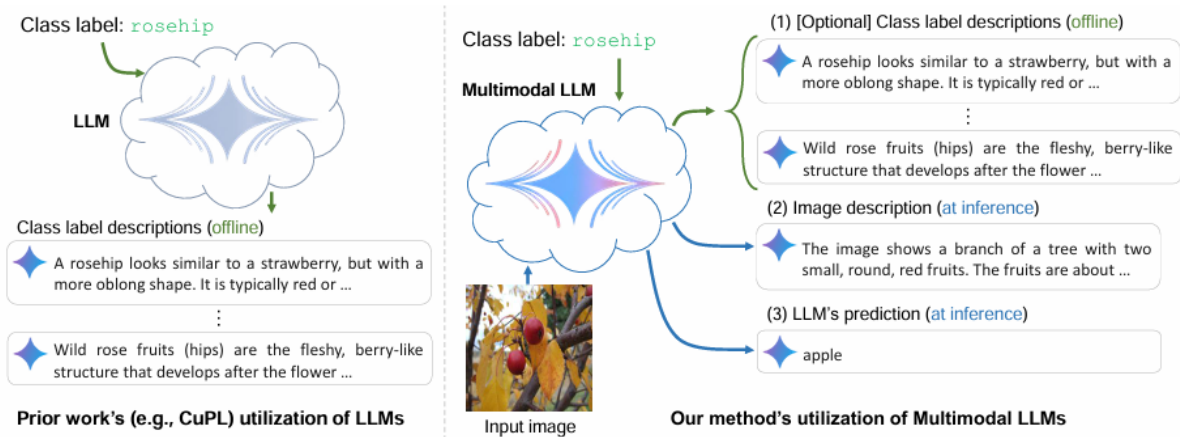 Class label: rosehip
LLM
Class label descriptions (offline)
A rosehip looks similar to a strawberry, but with a
more oblong shape. It is typically red or ...
⋮
Wild rose fruits (hips) are the fleshy, berry-like
structure that develops after the flower ...
Prior work's (e.g., CuPL) utilization of LLMs
Class label: rosehip
Multimodal LLM
Input image
(1) [Optional] Class label descriptions (offline)
A rosehip looks similar to a strawberry, but with a
more oblong shape. It is typically red or ...
⋮
Wild rose fruits (hips) are the fleshy, berry-like
structure that develops after the flower ...
(2) Image description (at inference)
The image shows a branch of a tree with two
small, round, red fruits. The fruits are about ...
(3) LLM's prediction (at inference)
apple
Our method's utilization of Multimodal LLMs